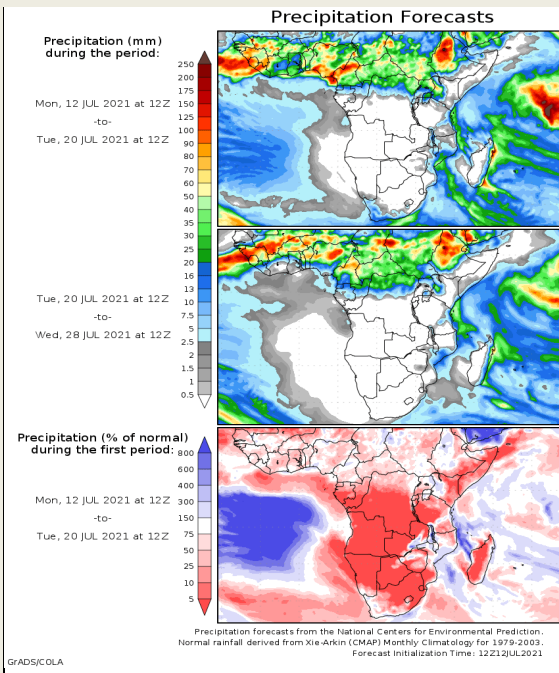 Precipitation Forecasts
Precipitation (mm)
during the period:
Mon, 12 JUL 2021 at 12Z
-to-
Tue, 20 JUL 2021 at 12Z
250
200
175
150
125
100
90
80
70
60
50
40
35
30
25
20
16
13
10
7.5
5
2.5
2
1.5
1
0.5
Tue, 20 JUL 2021 at 12Z
-to-
Wed, 28 JUL 2021 at 12Z
Precipitation (% of normal)
during the first period:
Mon, 12 JUL 2021 at 12Z
-to-
Tue, 20 JUL 2021 at 12Z
800
600
400
300
150
75
50
25
10
5
Precipitation forecasts from the National Centers for Environmental Prediction.
Normal rainfall derived from Xie-Arkin (CMAP) Monthly Climatology for 1979-2003.
Forecast Initialization Time: 12Z12JUL2021
GrADS/COLA